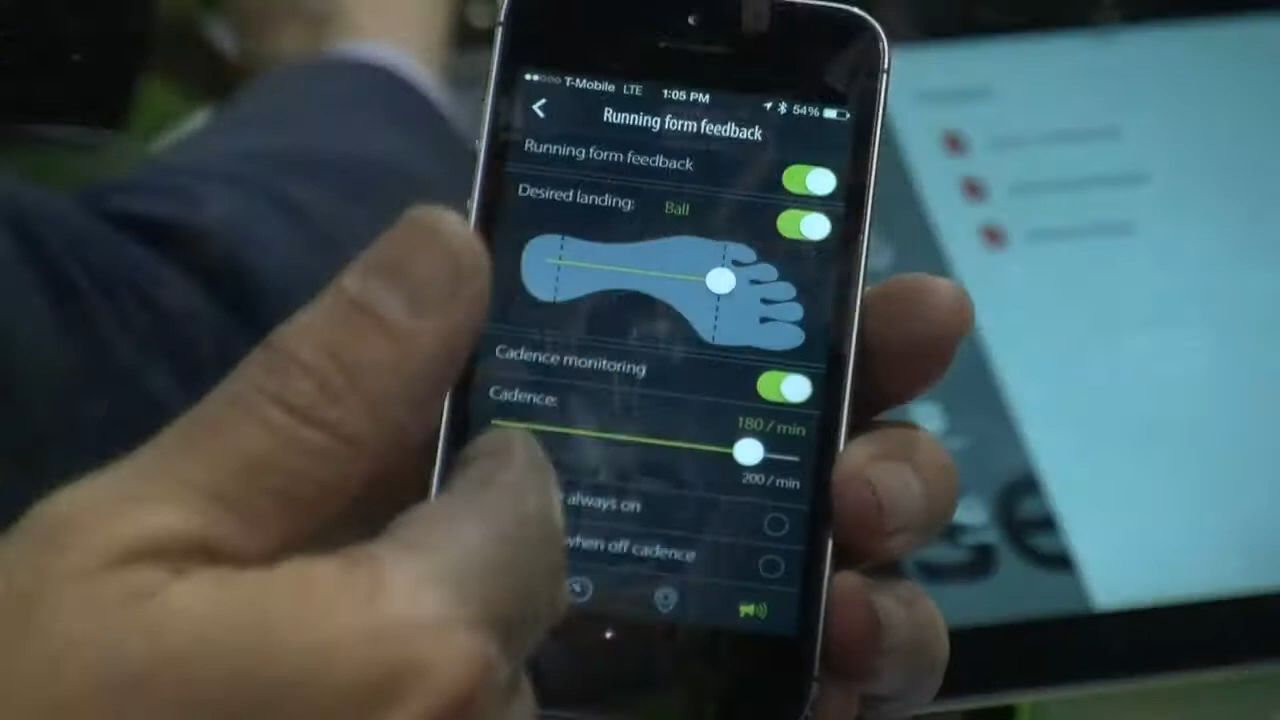 T-Mobile LTE 1:05 PM 54%
Running form feedback
Running form feedback
Desired landing: Ball
Cadence monitoring
Cadence:
180 / min
200 / min
always on
when off cadence